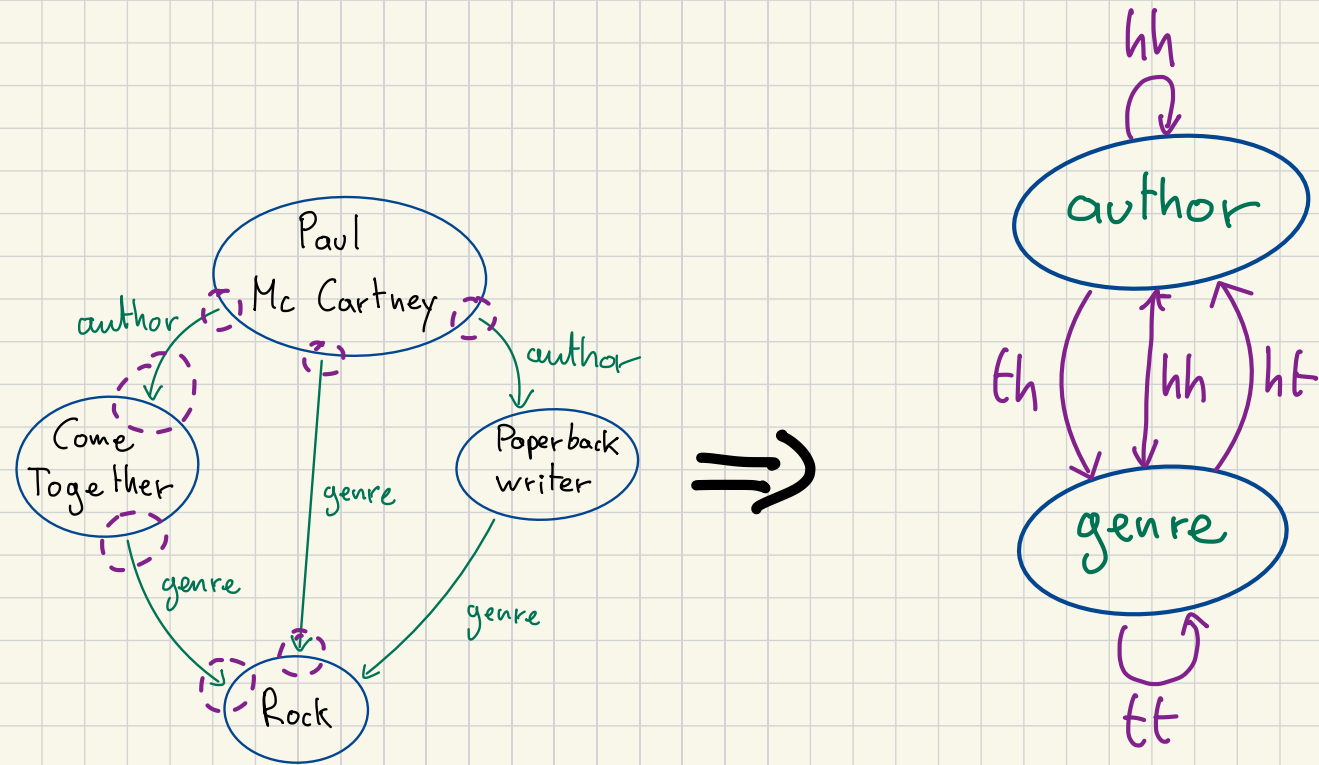 hh
Paul
Mc Cartney
author
author
Come
Together
Paperback
writer
genre
genre
genre
Rock
author
th
hh
ht
genre
tt